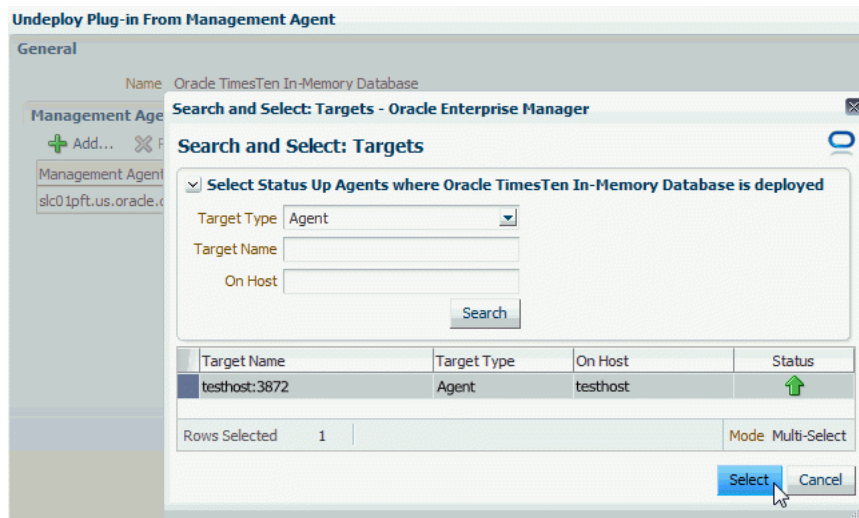 Undeploy Plug-in From Management Agent
General
Name Oracle TimesTen In-Memory Database
Management Age
Search and Select: Targets - Oracle Enterprise Manager
Add...
Search and Select: Targets
Management Agent
Select Status Up Agents where Oracle TimesTen In-Memory Database is deployed
slc01pft.us.oracle.c
Target Type Agent
Target Name
On Host
Search
Target Name Target Type On Host Status
testhost:3872 Agent testhost
Rows Selected 1 Mode Multi-Select
Select Cancel